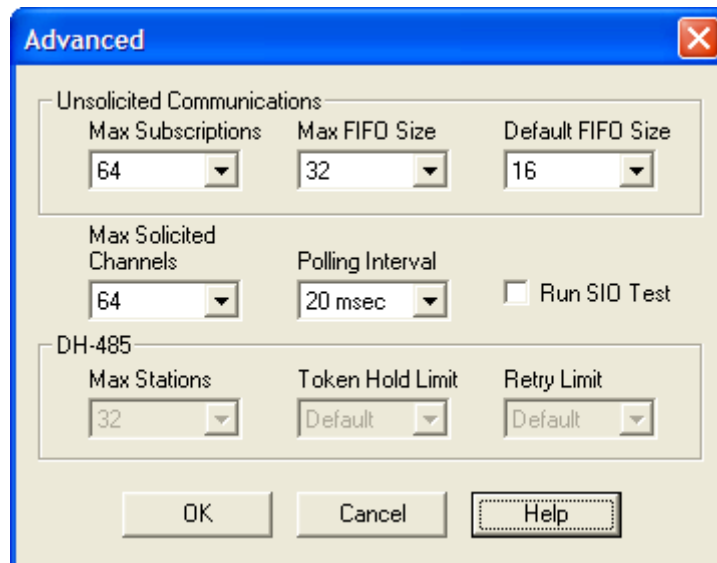 Advanced
Unsolicited Communications
Max Subscriptions Max FIFO Size Default FIFO Size
64 32 16
Max Solicited
Channels Polling Interval
64 20 msec Run SIO Test
DH-485
Max Stations Token Hold Limit Retry Limit
32 Default Default
OK Cancel Help